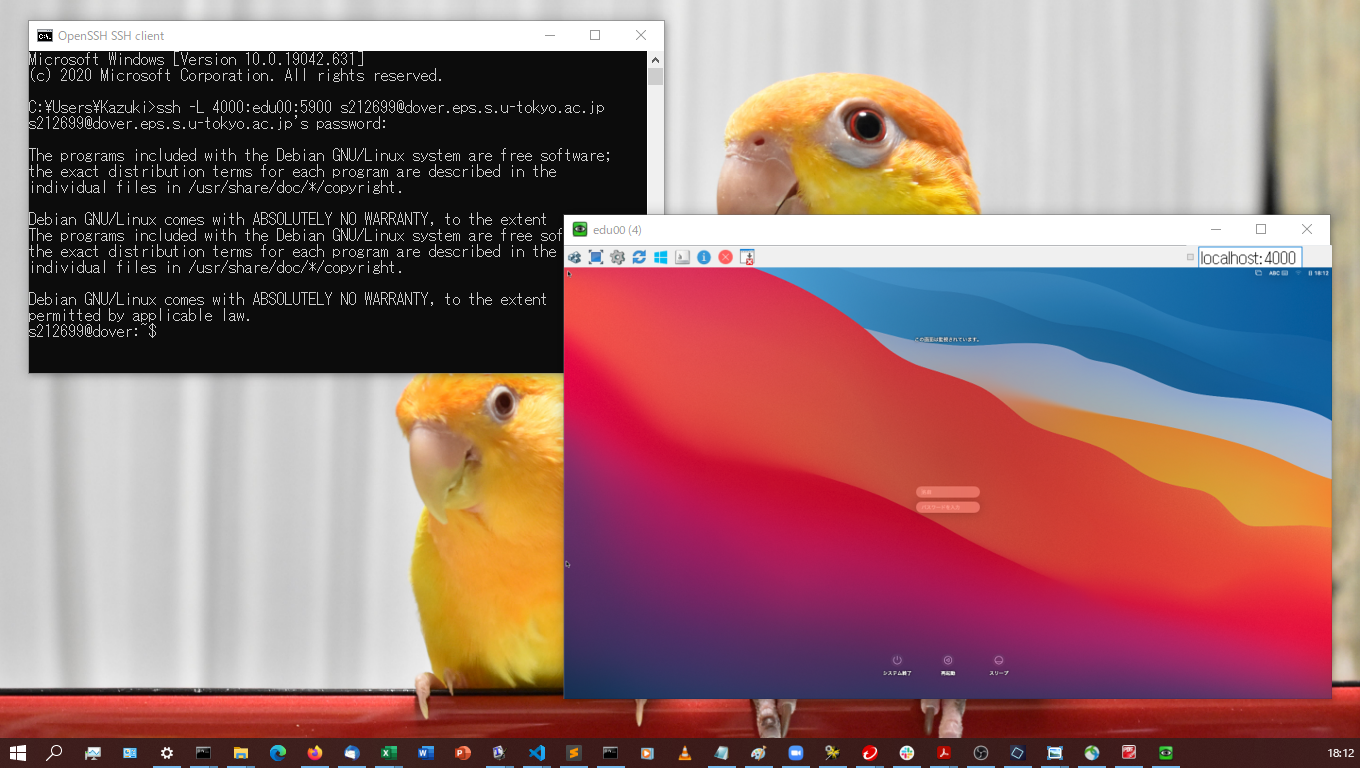 OpenSSH SSH client
Microsoft Windows [Version 10.0.19042.631]
(c) 2020 Microsoft Corporation. All rights reserved.
C:¥Users¥Kazuki>ssh -L 4000:edu00;5900 s212699@dover.eps.s.u-tokyo.ac.jp
s212699@dover.eps.s.u-tokyo.ac.jp's password:
The programs included with the Debian GNU/Linux system are free software;
the exact distribution terms for each program are described in the
individual files in /usr/share/doc/*/copyright.
Debian GNU/Linux comes with ABSOLUTELY NO WARRANTY, to the extent
The programs included with the Debian GNU/Linux system are free sof
the exact distribution terms for each program are described in the
individual files in /usr/share/doc/*/copyright.
Debian GNU/Linux comes with ABSOLUTELY NO WARRANTY, to the extent
permitted by applicable law.
s212699@dover:~$
edu00 (4)
localhost:4000
ABC
18:12
この画面は監視されています。
名前
パスワードを入力
システム終了
再起動
スリープ
18:12